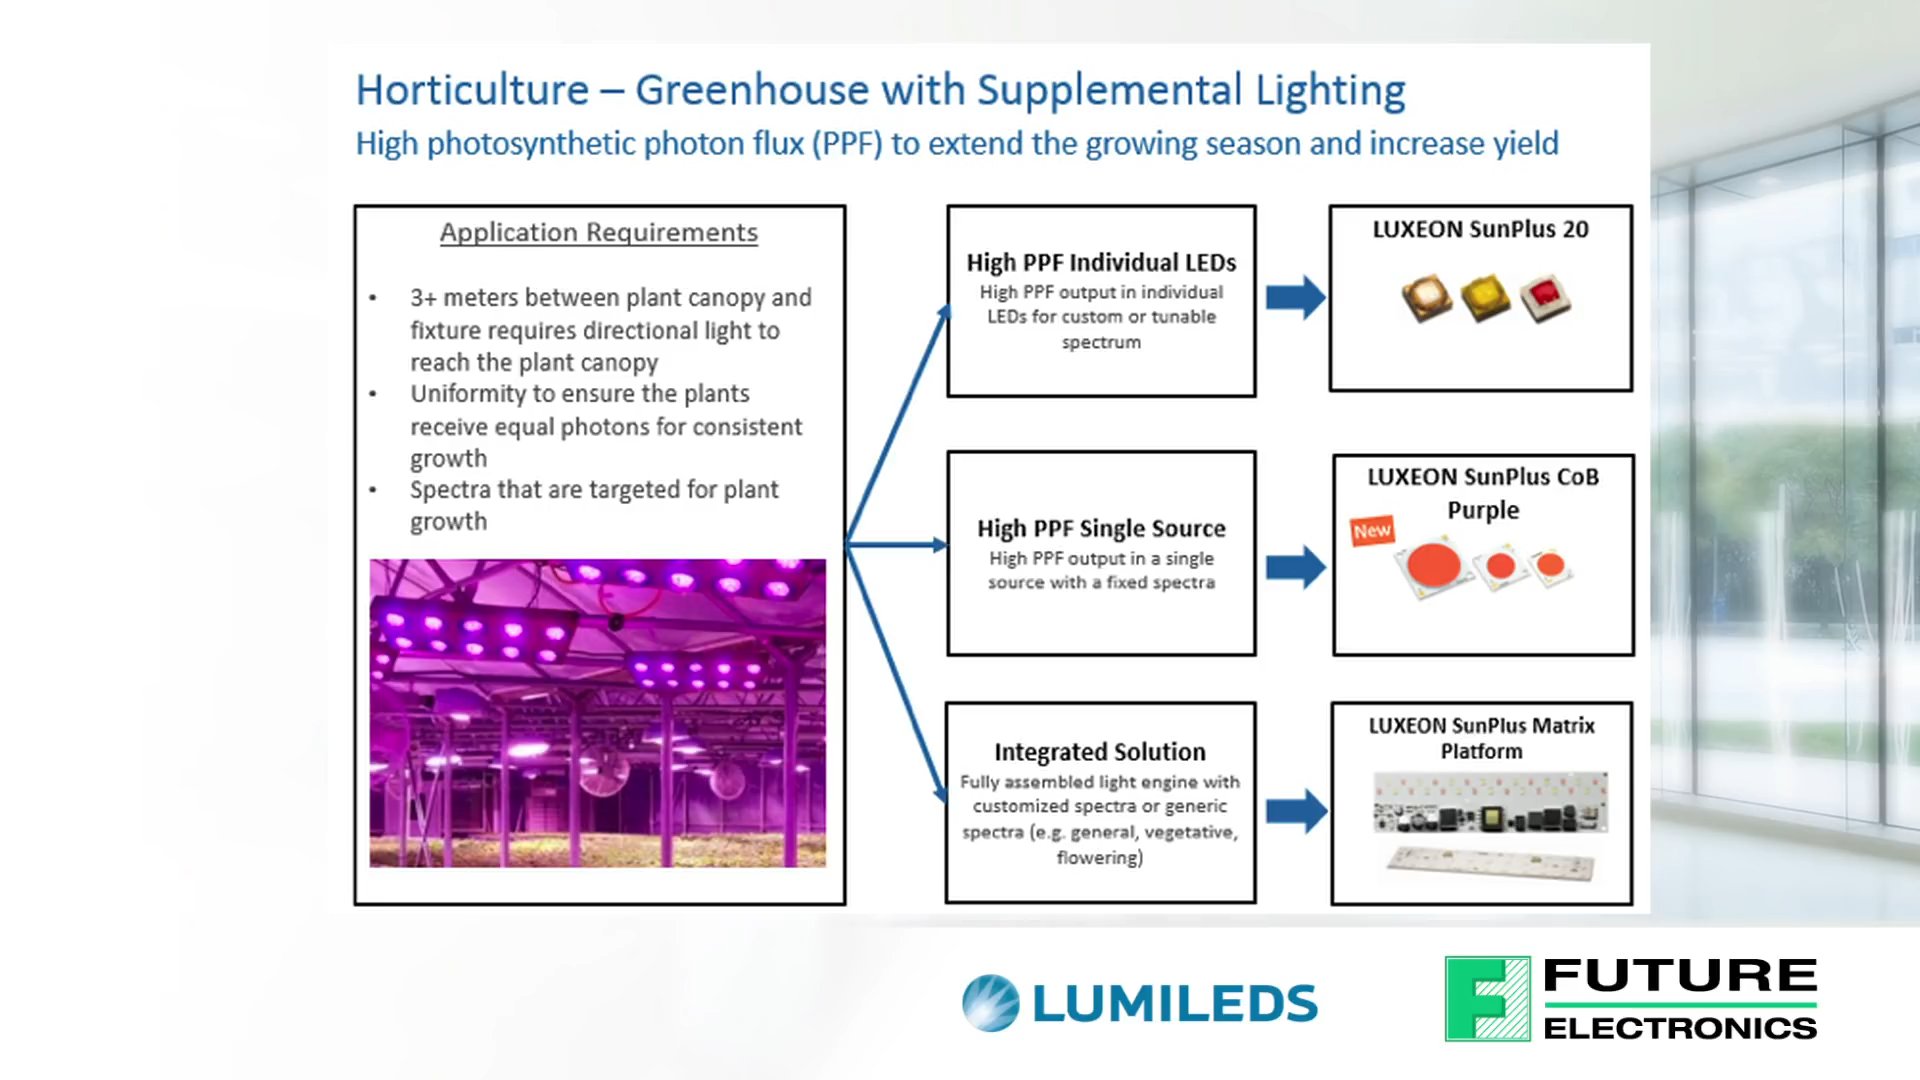 Horticulture – Greenhouse with Supplemental Lighting
High photosynthetic photon flux (PPF) to extend the growing season and increase yield
Application Requirements
• 3+ meters between plant canopy and
fixture requires directional light to
reach the plant canopy
• Uniformity to ensure the plants
receive equal photons for consistent
growth
• Spectra that are targeted for plant
growth
High PPF Individual LEDs
High PPF output in individual
LEDs for custom or tunable
spectrum
LUXEON SunPlus 20
High PPF Single Source
High PPF output in a single
source with a fixed spectra
LUXEON SunPlus CoB
Purple
New
Integrated Solution
Fully assembled light engine with
customized spectra or generic
spectra (e.g. general, vegetative,
flowering)
LUXEON SunPlus Matrix
Platform
LUMILEDS
FUTURE
ELECTRONICS